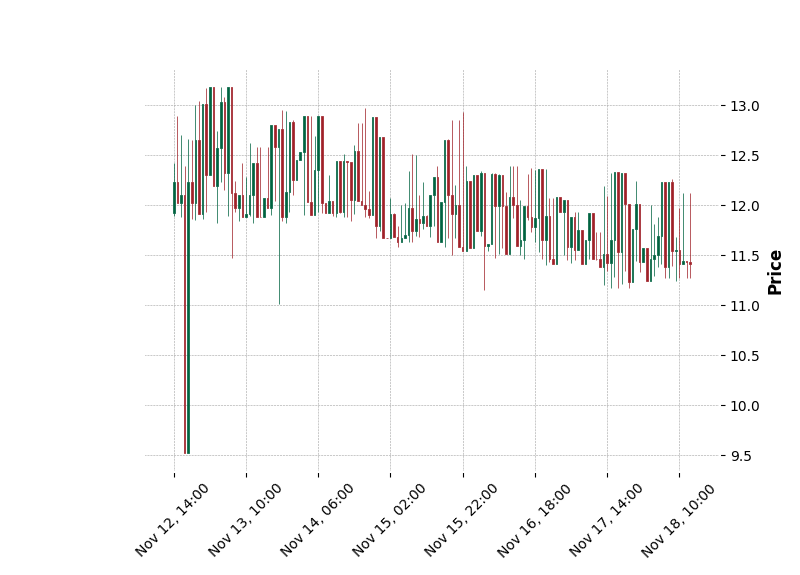 13.0
12.5
12.0
11.5
11.0
10.5
10.0
9.5
Price
Nov 12, 14:00
Nov 13, 10:00
Nov 14, 06:00
Nov 15, 02:00
Nov 15, 22:00
Nov 16, 18:00
Nov 17, 14:00
Nov 18, 10:00